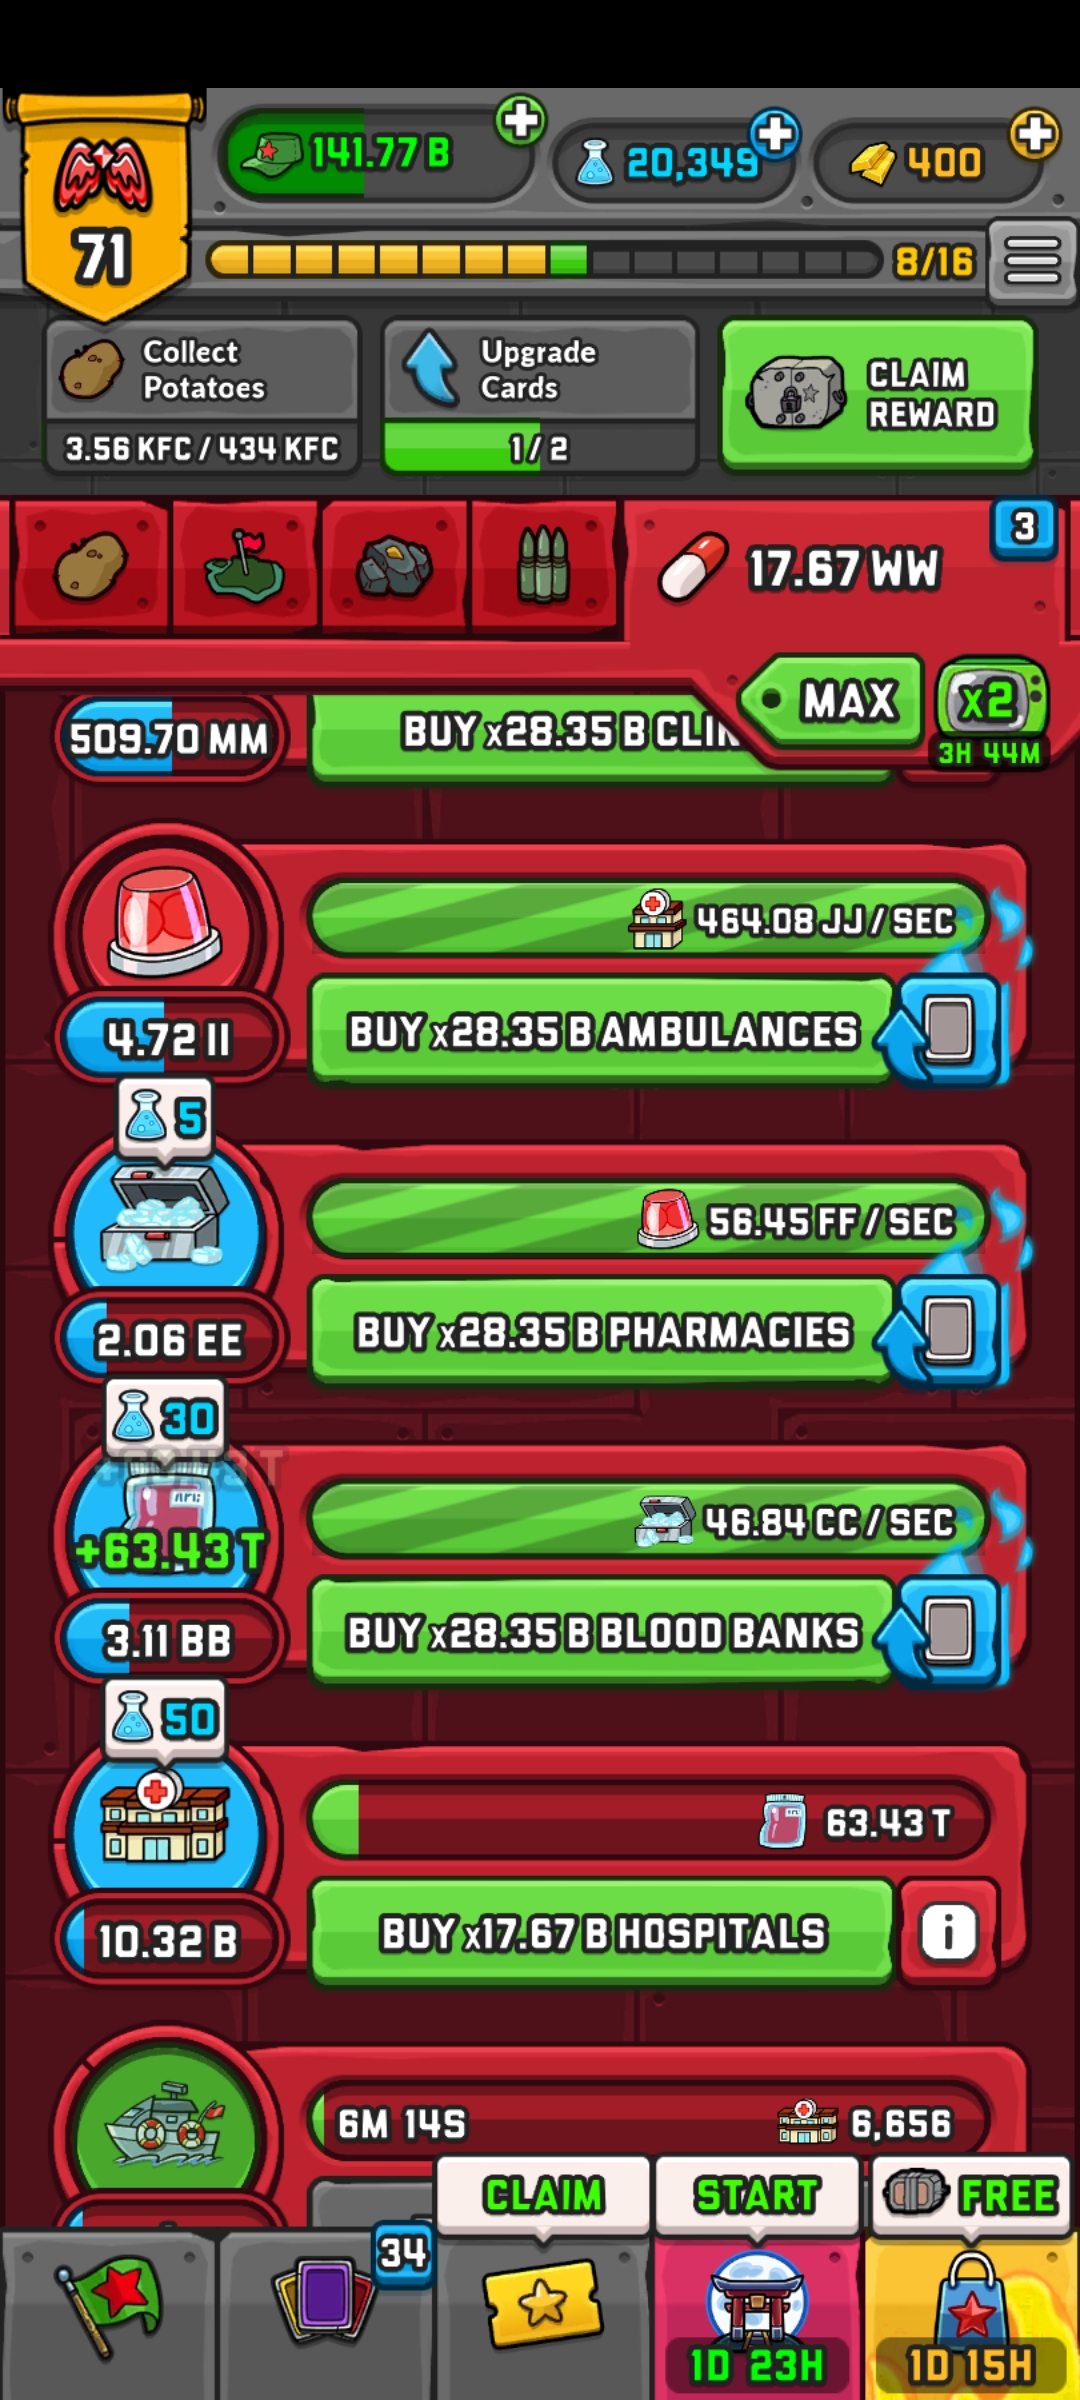 141.77 B
20,349
400
71
8/16
Collect
Potatoes
Upgrade
Cards
CLAIM
REWARD
3.56 KFC / 434 KFC
1 / 2
3
17.67 WW
MAX
x2
3H 44M
509.70 MM
BUY x28.35 B
464.08 JJ / SEC
4.72 II
BUY x28.35 B AMBULANCES
5
56.45 FF / SEC
2.06 EE
BUY x28.35 B PHARMACIES
30
46.84 CC / SEC
+63.43 T
3.11 BB
BUY x28.35 B BLOOD BANKS
50
63.43 T
10.32 B
BUY x17.67 B HOSPITALS
i
6M 14S
6,656
CLAIM
START
FREE
34
1D 23H
1D 15H